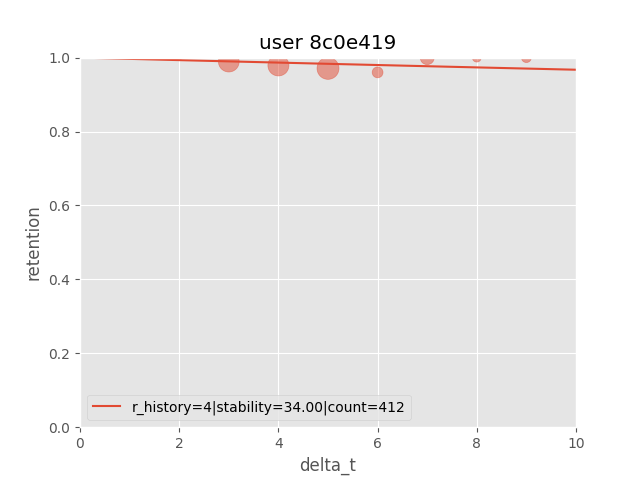 user 8c0e419
1.0
0.8
0.6
0.4
0.2
0.0
retention
r_history=4|stability=34.00|count=412
0 2 4 6 8 10
delta_t